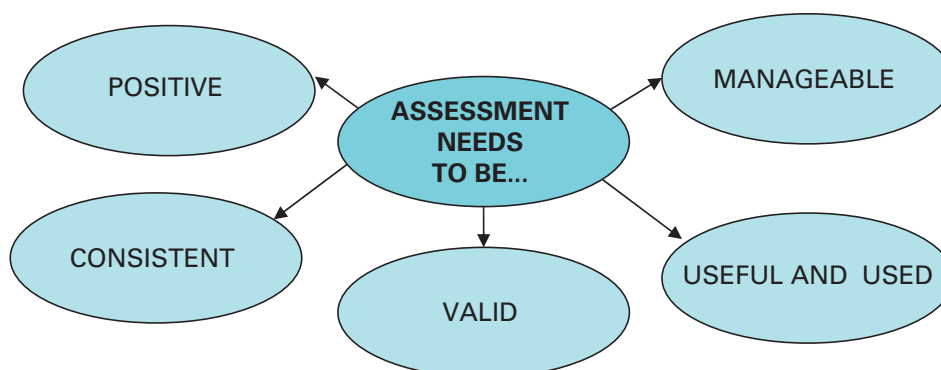 POSITIVE
MANAGEABLE
ASSESSMENT
NEEDS
TO BE...
CONSISTENT
VALID
USEFUL AND USED